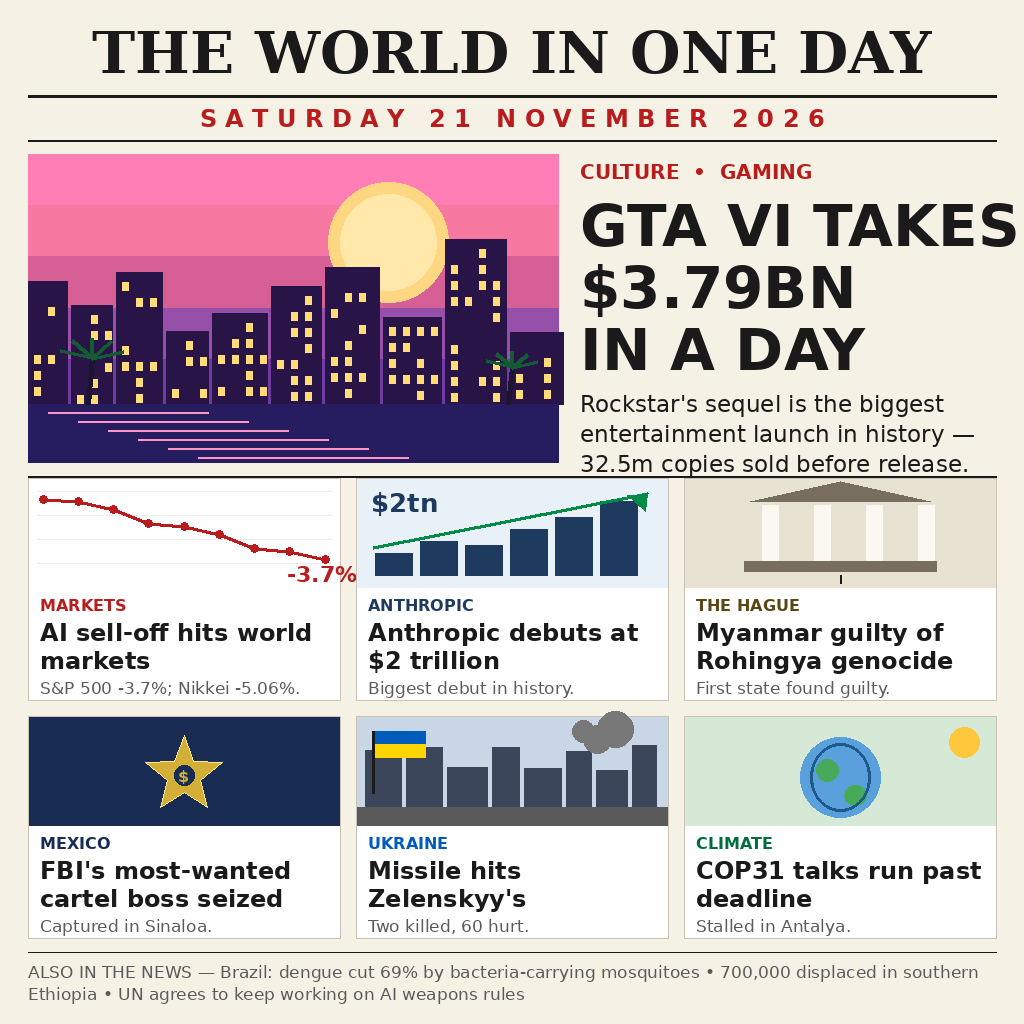 THE WORLD IN ONE DAY
SATURDAY 21 NOVEMBER 2026
CULTURE • GAMING
GTA VI TAKES
$3.79BN
IN A DAY
Rockstar's sequel is the biggest
entertainment launch in history —
32.5m copies sold before release.
-3.7%
MARKETS
AI sell-off hits world
markets
S&P 500 -3.7%; Nikkei -5.06%.
$2tn
ANTHROPIC
Anthropic debuts at
$2 trillion
Biggest debut in history.
THE HAGUE
Myanmar guilty of
Rohingya genocide
First state found guilty.
$
MEXICO
FBI's most-wanted
cartel boss seized
Captured in Sinaloa.
UKRAINE
Missile hits
Zelenskyy's
Two killed, 60 hurt.
CLIMATE
COP31 talks run past
deadline
Stalled in Antalya.
ALSO IN THE NEWS — Brazil: dengue cut 69% by bacteria-carrying mosquitoes • 700,000 displaced in southern
Ethiopia • UN agrees to keep working on AI weapons rules